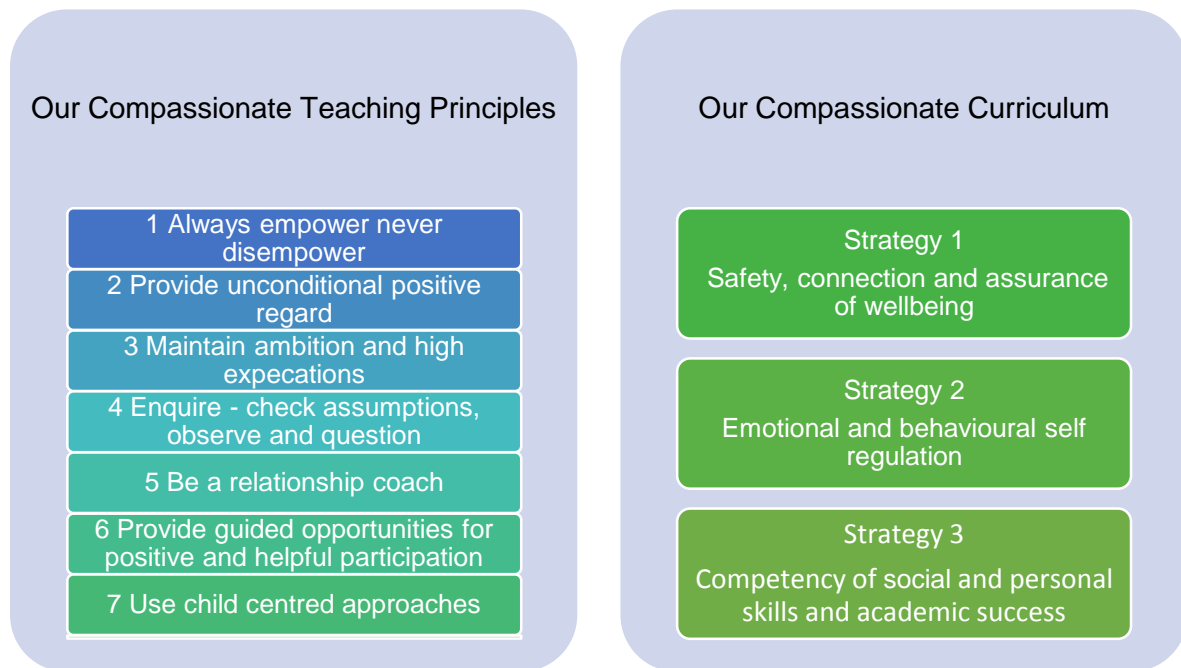 Our Compassionate Teaching Principles
1 Always empower never
disempower
2 Provide unconditional positive
regard
3 Maintain ambition and high
expecations
4 Enquire - check assumptions,
observe and question
5 Be a relationship coach
6 Provide guided opportunities for
positive and helpful participation
7 Use child centred approaches
Our Compassionate Curriculum
Strategy 1
Safety, connection and assurance
of wellbeing
Strategy 2
Emotional and behavioural self
regulation
Strategy 3
Competency of social and personal
skills and academic success